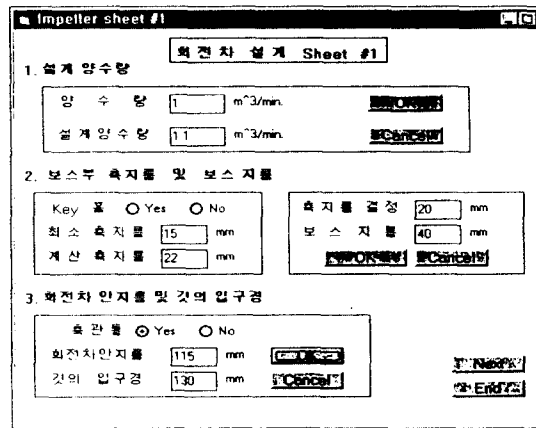 Impeller sheet #1
회전차 설계 Sheet #1
1. 설계 양수량
양 수 량 1 m^3/min. OK
설계양수량 1.1 m^3/min. Cancel
2. 보스부 축지름 및 보스 지름
Key 홈 Yes No
최소 축지름 15 mm
계산 축지름 22 mm
축지름 결정 20 mm
보스 지름 40 mm
OK Cancel
3. 회전차 안지름 및 깃의 입구경
축관통 Yes No
회전차안지름 115 mm
깃의 입구경 130 mm Cancel
Next
End